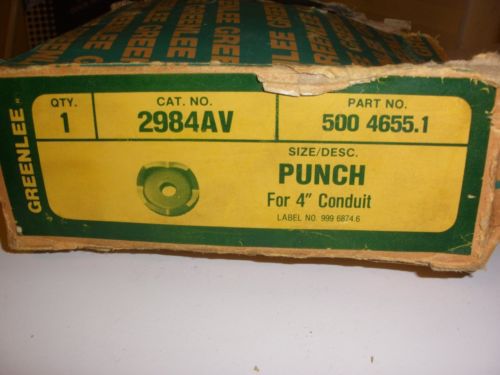 GREENLEE
QTY.
1
CAT. NO.
2984AV
PART NO.
500 4655.1
SIZE/DESC.
PUNCH
For 4" Conduit
LABEL NO. 999 6874.6
GREENLEE